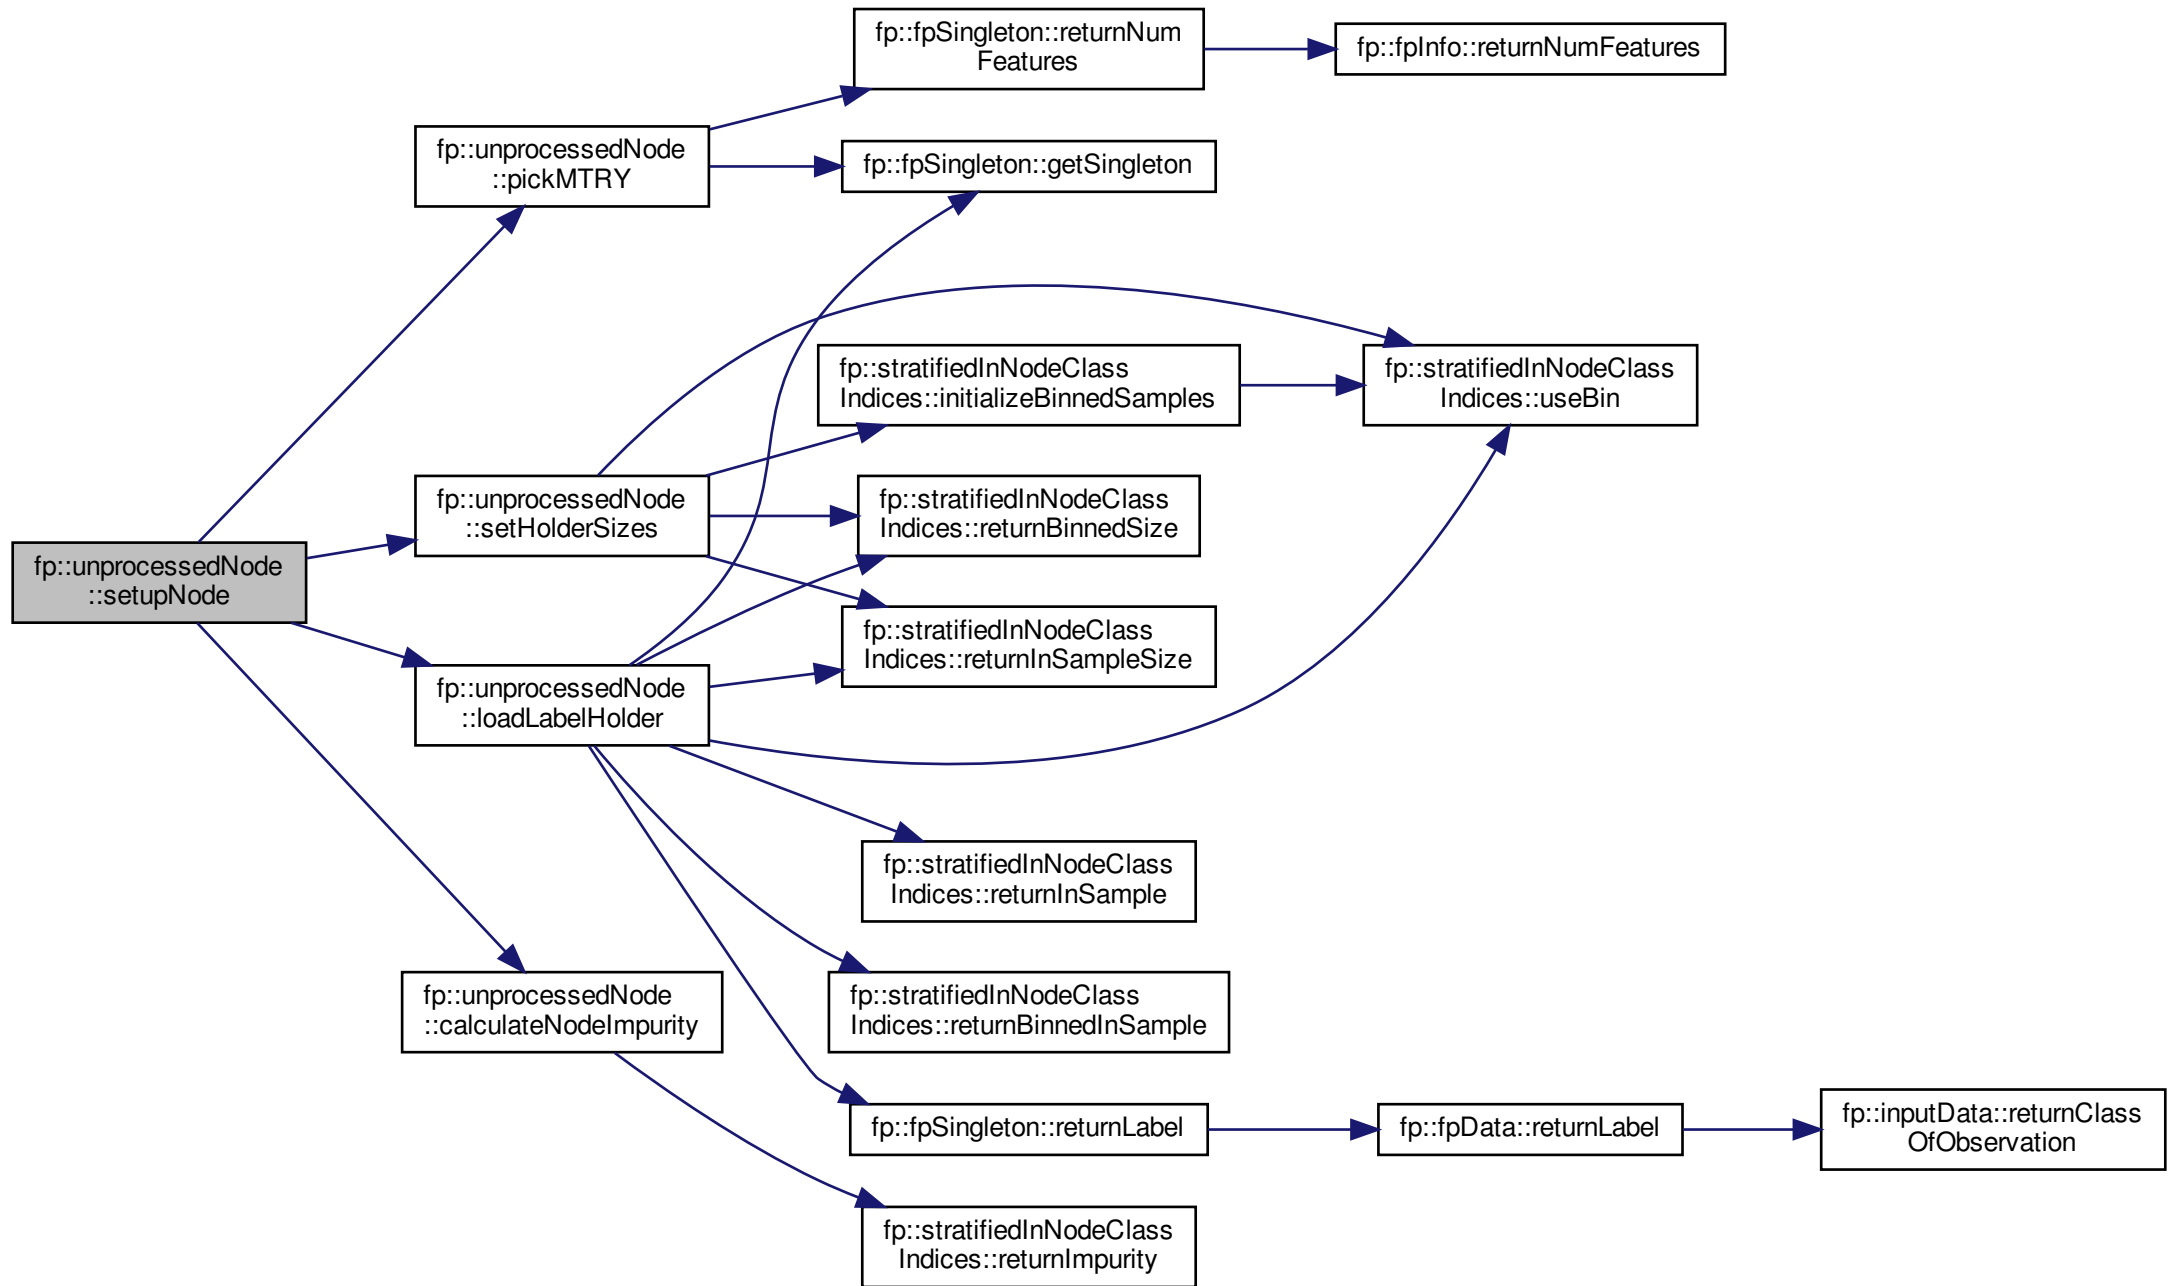 fp::fpSingleton::returnNum
Features
fp::fpInfo::returnNumFeatures
fp::unprocessedNode
::pickMTRY
fp::fpSingleton::getSingleton
fp::stratifiedInNodeClass
Indices::initializeBinnedSamples
fp::stratifiedInNodeClass
Indices::useBin
fp::unprocessedNode
::setHolderSizes
fp::stratifiedInNodeClass
Indices::returnBinnedSize
fp::unprocessedNode
::setupNode
fp::stratifiedInNodeClass
Indices::returnInSampleSize
fp::unprocessedNode
::loadLabelHolder
fp::stratifiedInNodeClass
Indices::returnInSample
fp::unprocessedNode
::calculateNodeImpurity
fp::stratifiedInNodeClass
Indices::returnBinnedInSample
fp::fpSingleton::returnLabel
fp::fpData::returnLabel
fp::inputData::returnClass
OfObservation
fp::stratifiedInNodeClass
Indices::returnImpurity